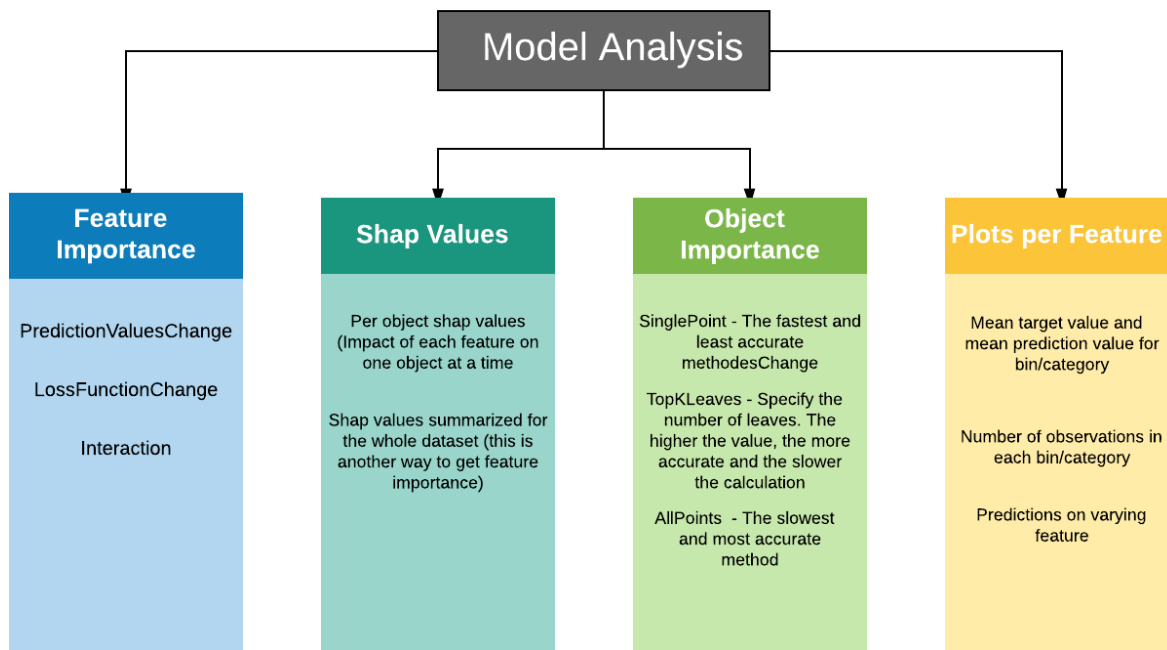 Model Analysis
Feature
Importance
PredictionValuesChange
LossFunctionChange
Interaction
Shap Values
Per object shap values
(Impact of each feature on
one object at a time
Shap values summarized for
the whole dataset (this is
another way to get feature
importance)
Object
Importance
SinglePoint - The fastest and
least accurate
methodesChange
TopKLeaves - Specify the
number of leaves. The
higher the value, the more
accurate and the slower
the calculation
AllPoints - The slowest
and most accurate
method
Plots per Feature
Mean target value and
mean prediction value for
bin/category
Number of observations in
each bin/category
Predictions on varying
feature